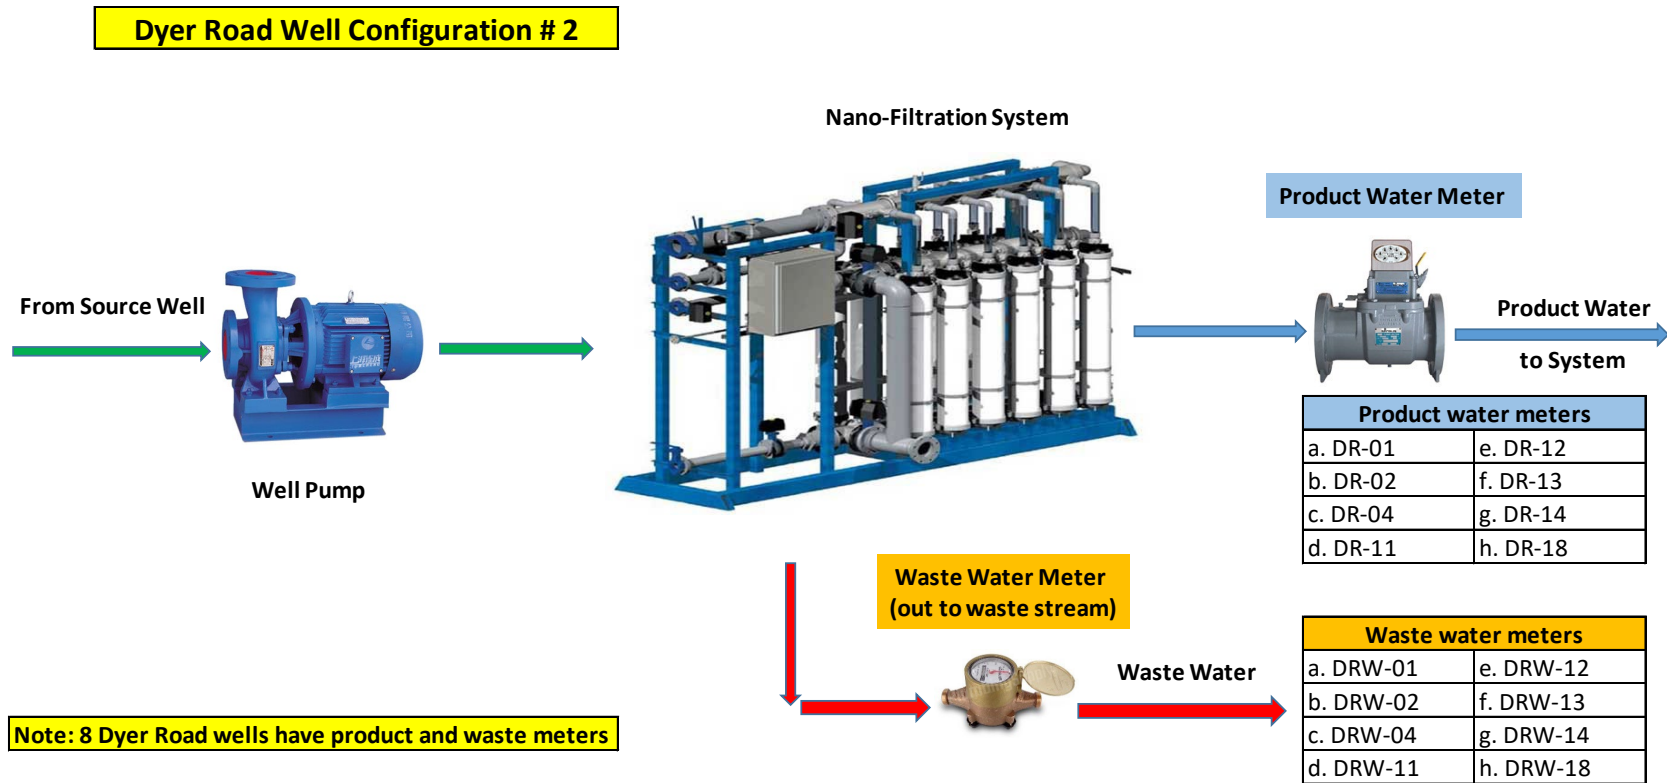 Dyer Road Well Configuration # 2
Nano-Filtration System
Product Water Meter
From Source Well
Product Water
to System
Well Pump
Product water meters
a. DR-01 e. DR-12
b. DR-02 f. DR-13
c. DR-04 g. DR-14
d. DR-11 h. DR-18
Waste Water Meter
(out to waste stream)
Waste Water
Waste water meters
a. DRW-01 e. DRW-12
b. DRW-02 f. DRW-13
c. DRW-04 g. DRW-14
d. DRW-11 h. DRW-18
Note: 8 Dyer Road wells have product and waste meters